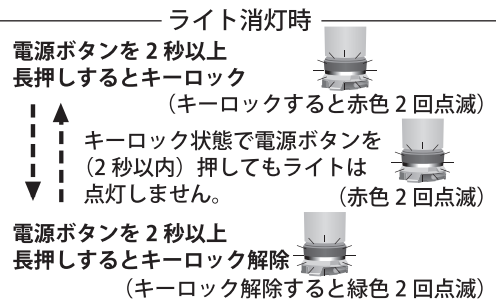 ライト消灯時
電源ボタンを 2 秒以上
長押しするとキーロック
（キーロックすると赤色 2 回点滅）
キーロック状態で電源ボタンを
（2 秒以内）押してもライトは
点灯しません。
（赤色 2 回点滅）
電源ボタンを 2 秒以上
長押しするとキーロック解除
（キーロック解除すると緑色 2 回点滅）